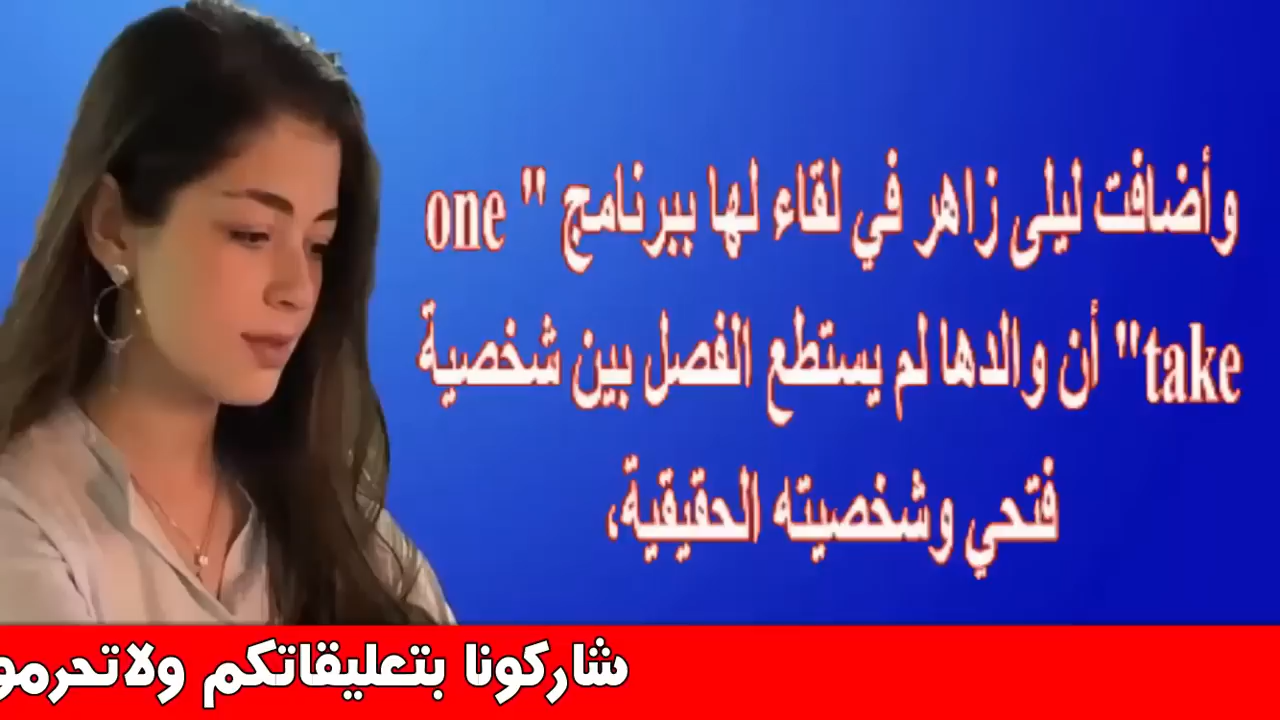 وأضافت ليلى زاهر في لقاء لها ببرنامج " one
take" أن والدها لم يستطع الفصل بين شخصية
فتحي وشخصيته الحقيقية،
شاركونا بتعليقاتكم